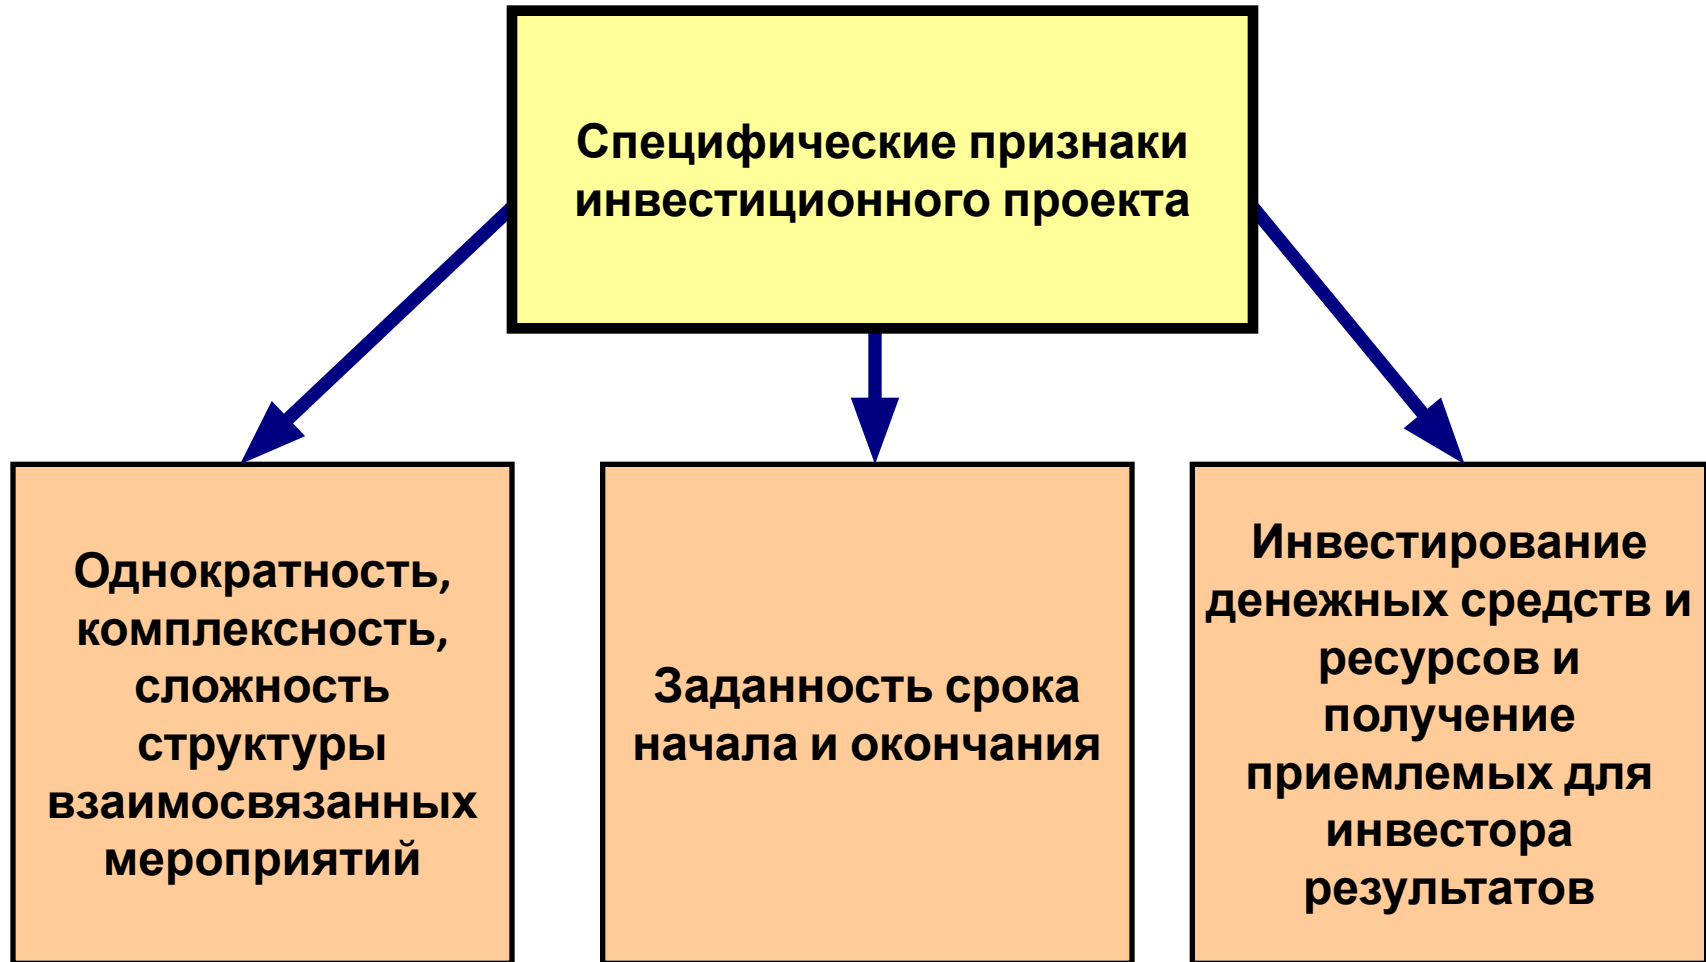 Специфические признаки
инвестиционного проекта
Однократность,
комплексность,
сложность
структуры
взаимосвязанных
мероприятий
Заданность срока
начала и окончания
Инвестирование
денежных средств и
ресурсов и
получение
приемлемых для
инвестора
результатов